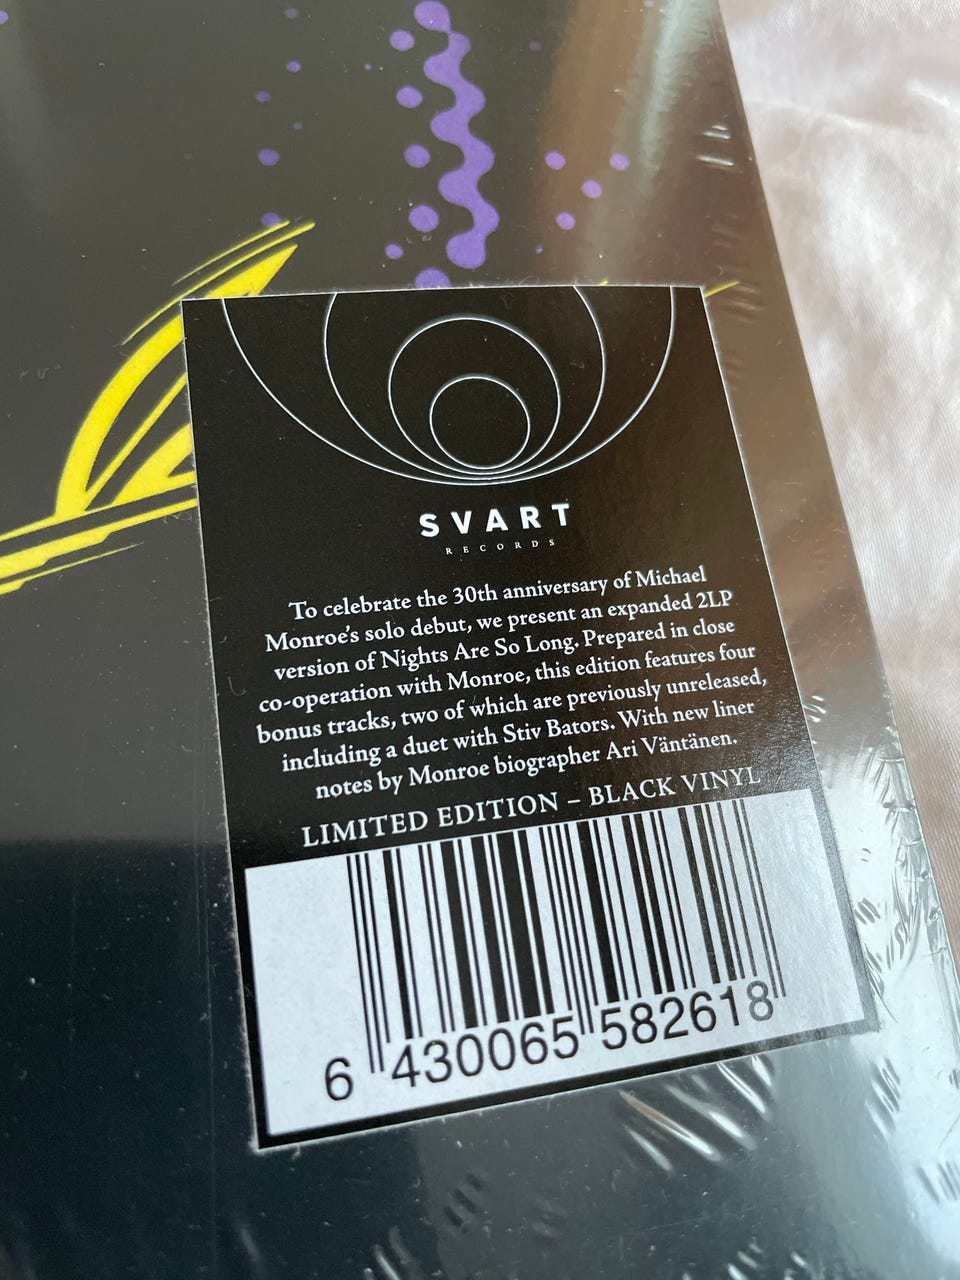 SVART
RECORDS
To celebrate the 30th anniversary of Michael
Monroe's solo debut, we present an expanded 2LP
version of Nights Are So Long. Prepared in close
co-operation with Monroe, this edition features four
bonus tracks, two of which are previously unreleased,
including a duet with Stiv Bators. With new liner
notes by Monroe biographer Ari Väntänen.
LIMITED EDITION – BLACK VINYL
6 430065 582618